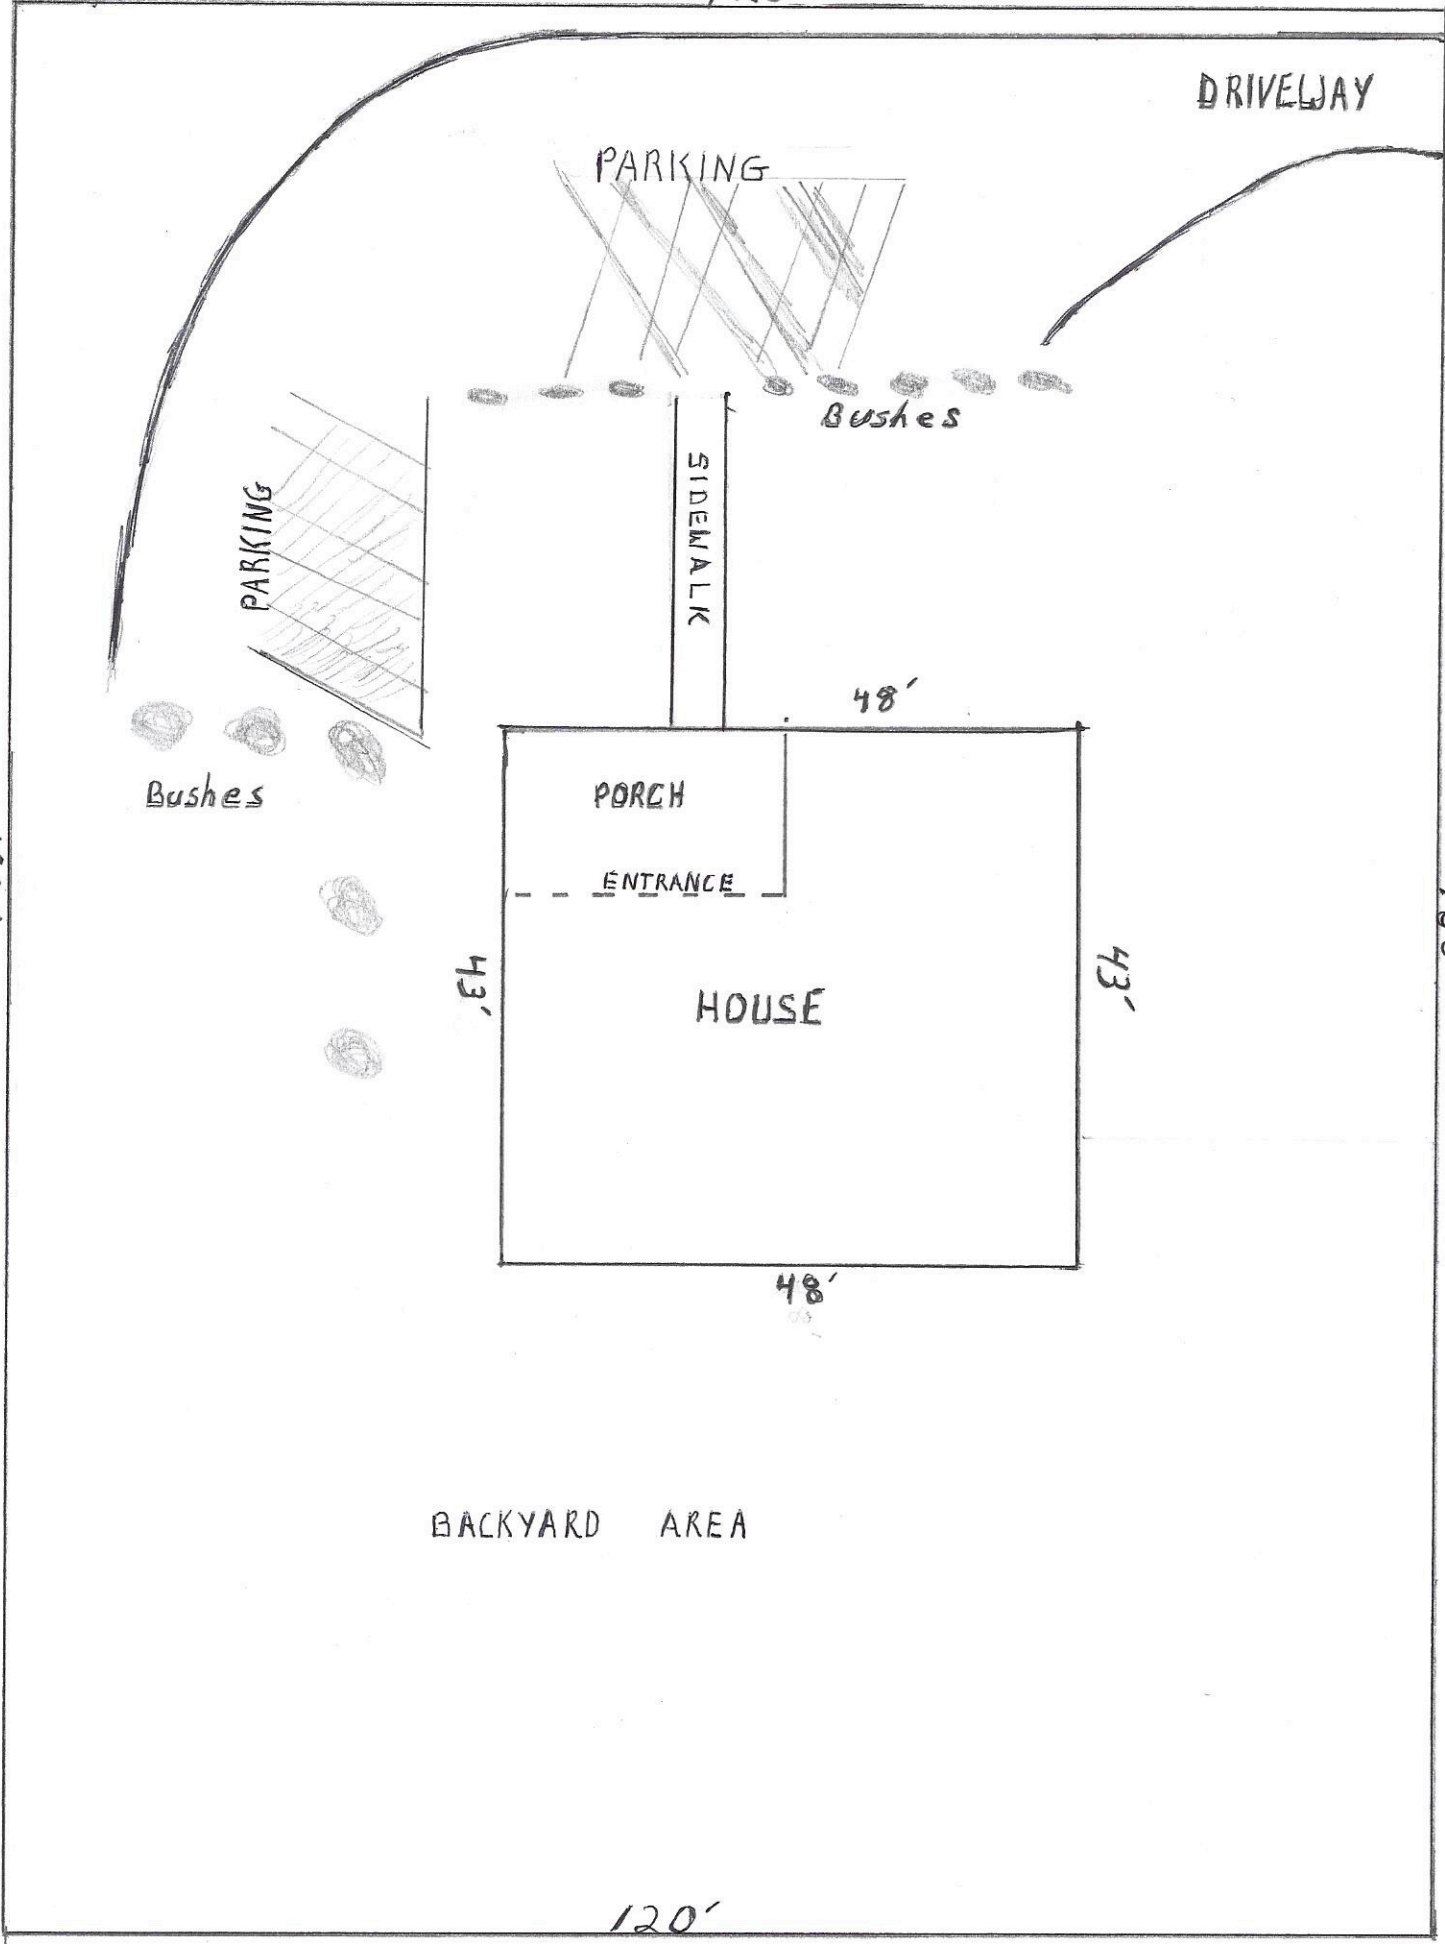 DRIVEWAY
PARKING
Bushes
SIDEWALK
PARKING
48'
PORCH
Bushes
ENTRANCE
43'
43'
HOUSE
48'
BACKYARD AREA
120'